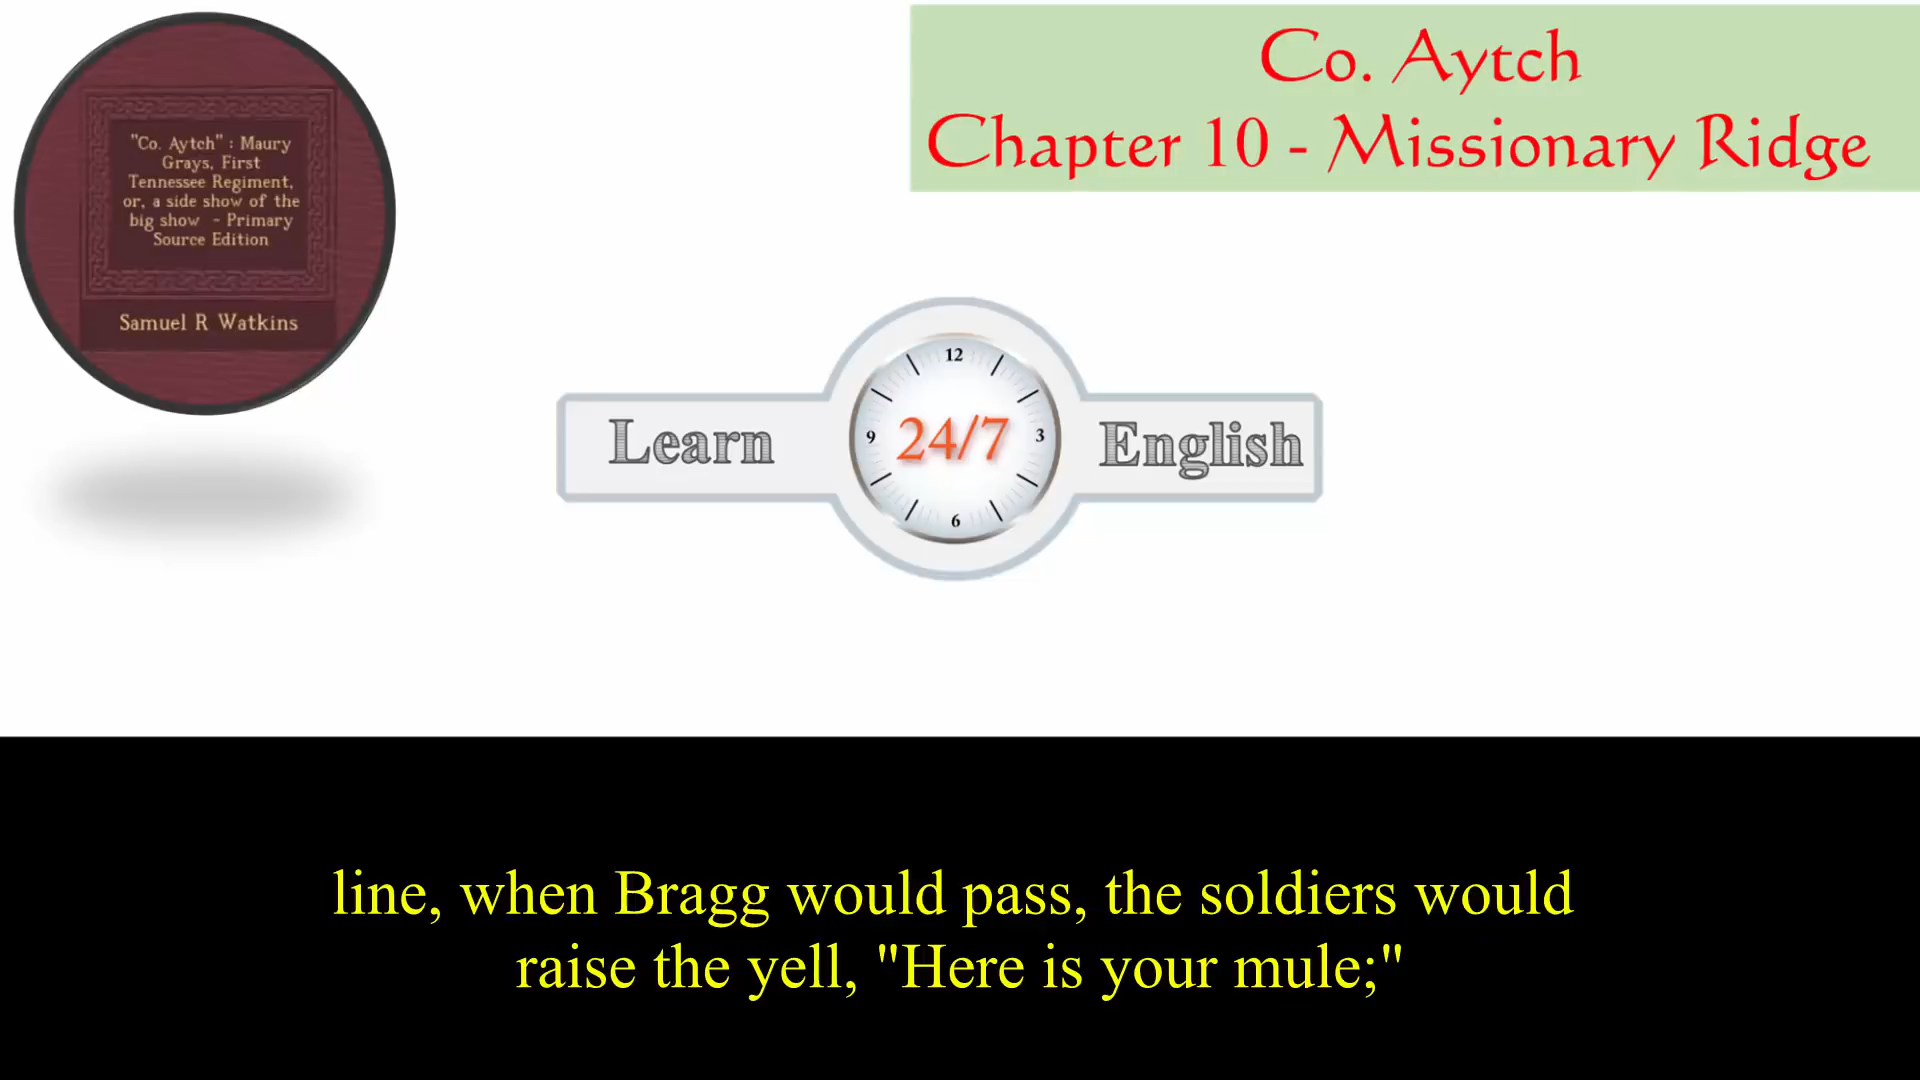 "Co. Aytch" : Maury
Grays, First
Tennessee Regiment,
or, a side show of the
big show - Primary
Source Edition
Samuel R Watkins
Co. Aytch
Chapter 10 - Missionary Ridge
Learn 24/7 English
12
9
3
6
line, when Bragg would pass, the soldiers would
raise the yell, "Here is your mule;"